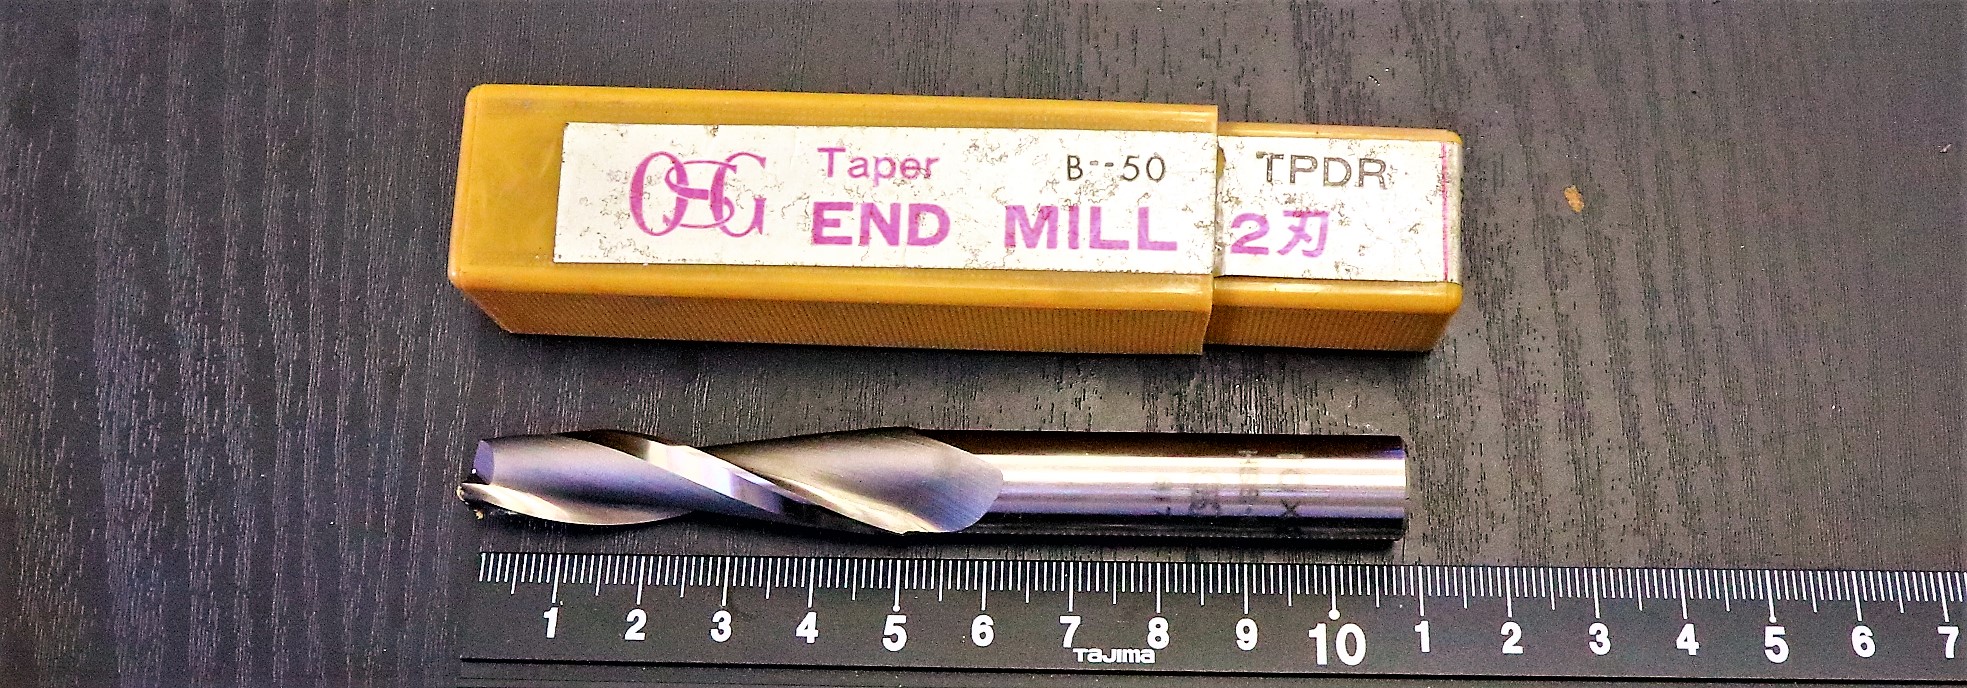 OSG Taper B--50 TPDR
END MILL 2刃
1 2 3 4 5 6 7 8 9 10 1 2 3 4 5 6 7
TAJIMA